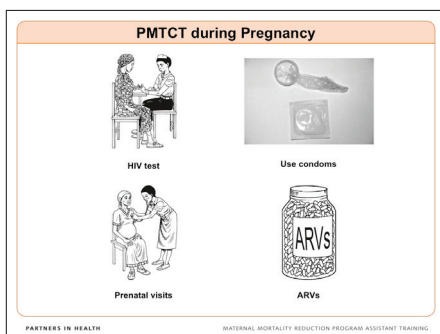 PMTCT during Pregnancy
HIV test
Use condoms
Prenatal visits
ARVs
ARVs
PARTNERS IN HEALTH
MATERNAL MORTALITY REDUCTION PROGRAM ASSISTANT TRAINING